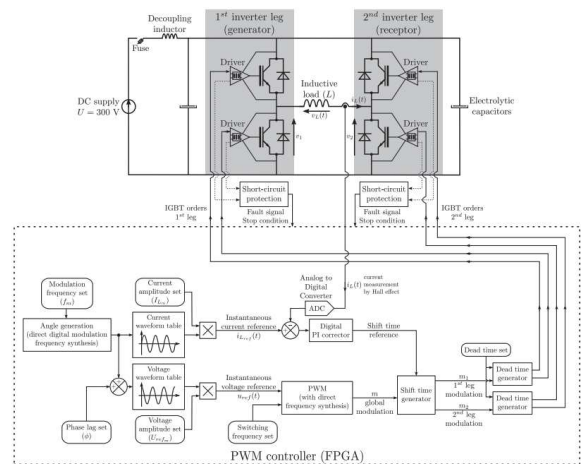 1st inverter leg
(generator)
2nd inverter leg
(receptor)
Decoupling
inductor
Fuse
DC supply
U = 300 V
Driver
Driver
Driver
Driver
Inductive
load (L)
iL(t)
vL(t)
v1
v2
Electrolytic
capacitors
Short-circuit
protection
Short-circuit
protection
Fault signal
Stop condition
Fault signal
Stop condition
IGBT orders
1st leg
IGBT orders
2nd leg
Modulation
frequency set
(fm)
Current
amplitude set
(ILm)
Analog to
Digital
Converter
ADC
iL(t) current
measurement
by Hall effect
Angle generation
(direct digital modulation
frequency synthesis)
Current
waveform table
Instantaneous
current reference
iLref(t)
Digital
PI corrector
Shift time
reference
Dead time set
Voltage
waveform table
Instantaneous
voltage reference
uref(t)
PWM
(with direct
frequency synthesis)
m
global
modulation
Shift time
generator
m1
1st leg
modulation
m2
2nd leg
modulation
Dead time
generator
Dead time
generator
Phase lag set
(ϕ)
Voltage
amplitude set
(Urefm)
Switching
frequency set
PWM controller (FPGA)